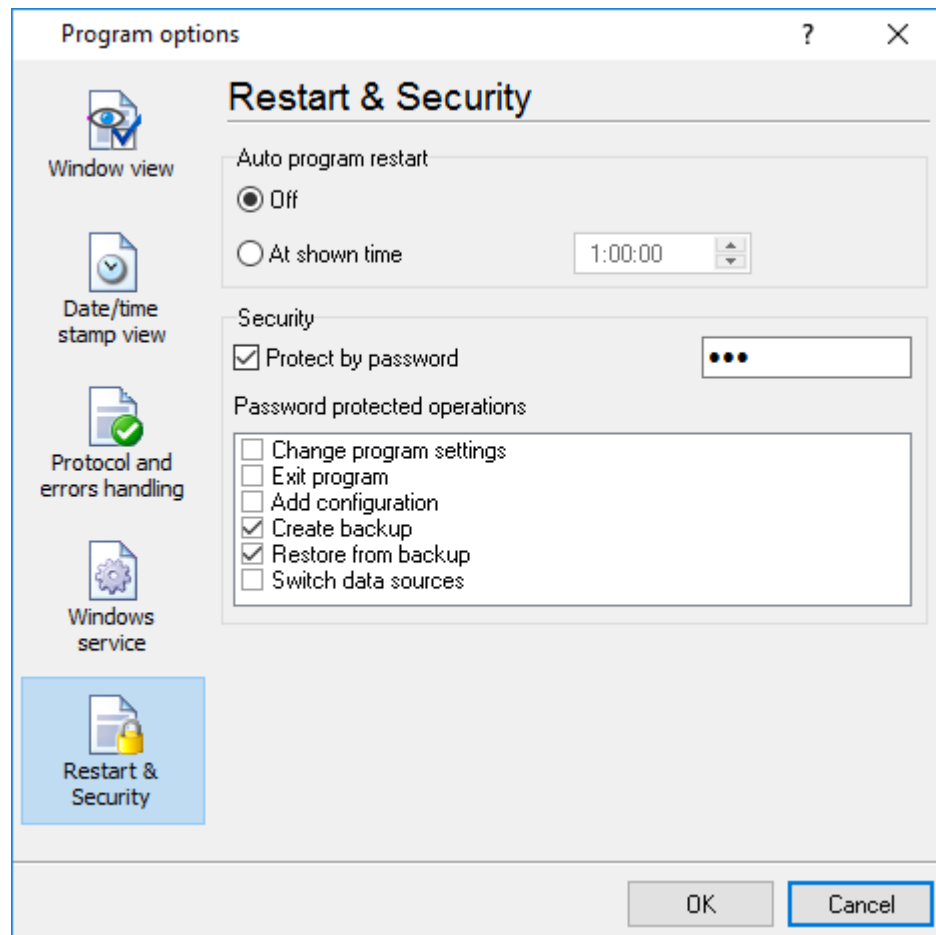 Program options
Window view
Date/time
stamp view
Protocol and
errors handling
Windows
service
Restart &
Security
Restart & Security
Auto program restart
Off
At shown time 1:00:00
Security
Protect by password
Password protected operations
Change program settings
Exit program
Add configuration
Create backup
Restore from backup
Switch data sources
OK Cancel